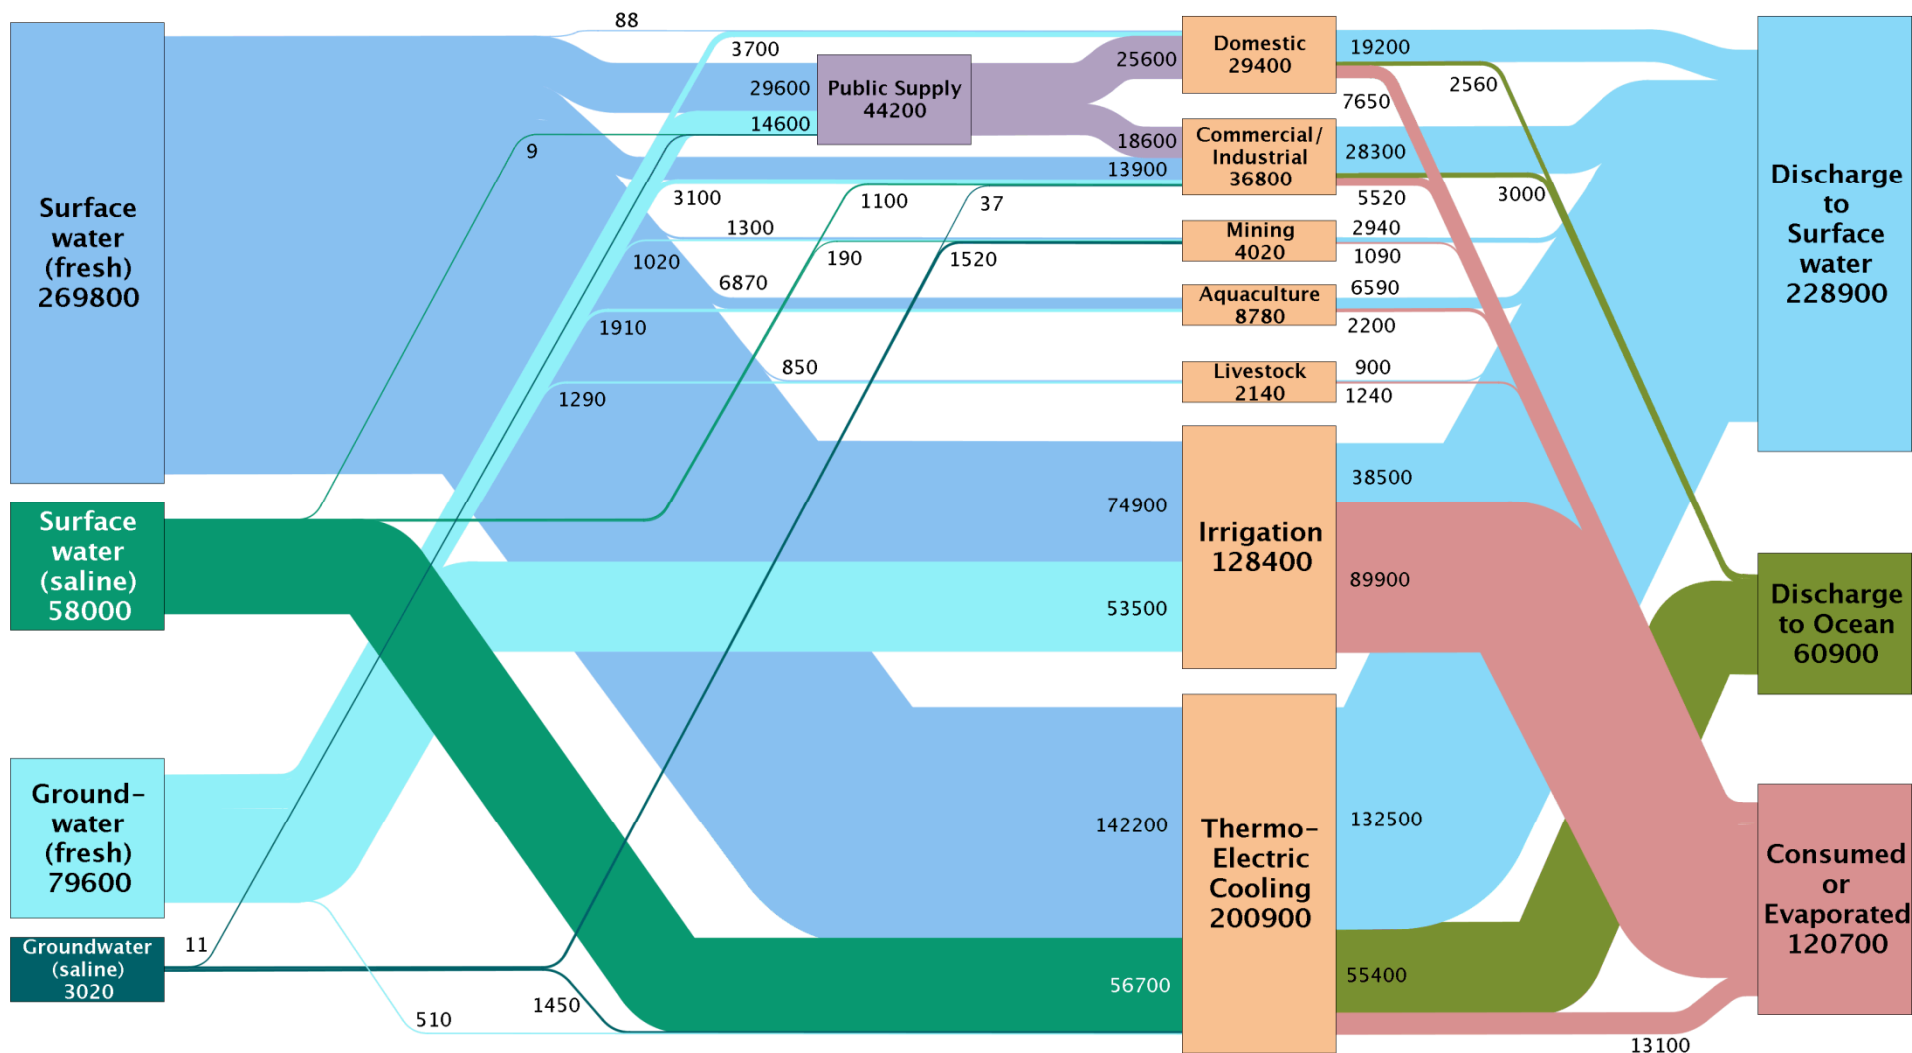 Surface
water
(fresh)
269800
Surface
water
(saline)
58000
Ground-
water
(fresh)
79600
Groundwater
(saline)
3020
88
3700
29600
14600
9
3100
1100
37
1300
1020
190
1520
6870
1910
850
1290
11
1450
510
Public Supply
44200
25600
18600
13900
74900
53500
142200
56700
Domestic
29400
Commercial/
Industrial
36800
Mining
4020
Aquaculture
8780
Livestock
2140
Irrigation
128400
Thermo-
Electric
Cooling
200900
19200
2560
7650
28300
3000
5520
2940
1090
6590
2200
900
1240
38500
89900
132500
55400
13100
Discharge
to
Surface
water
228900
Discharge
to Ocean
60900
Consumed
or
Evaporated
120700